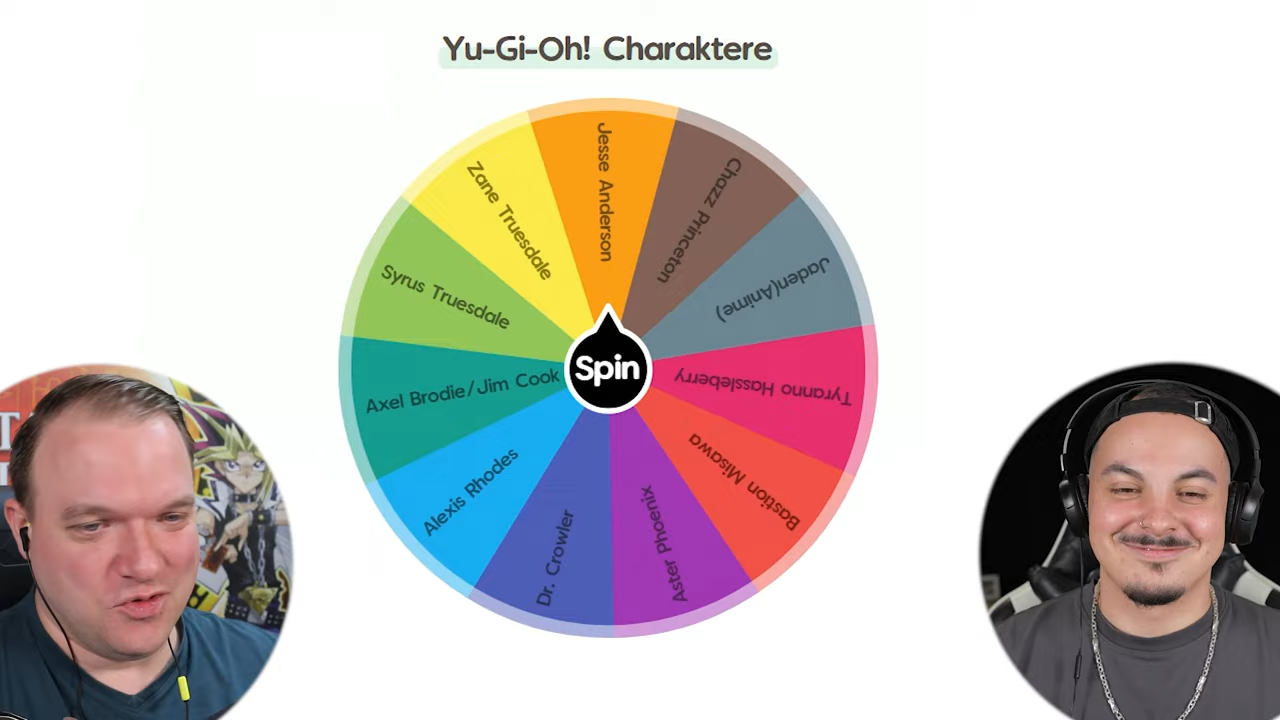 Yu-Gi-Oh! Charaktere
Jesse Anderson
Chazz Princeton
Jaden(Anime)
Tyranno Hassleberry
Bastion Misawa
Aster Phoenix
Dr. Crowler
Alexis Rhodes
Axel Brodie/Jim Cook
Syrus Truesdale
Zane Truesdale
Spin